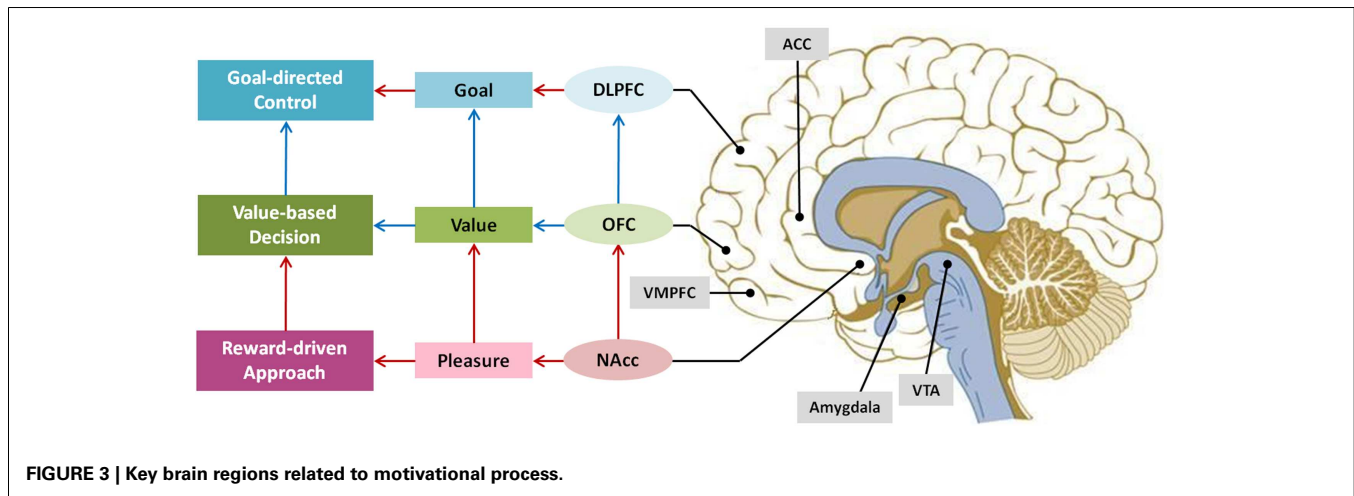 ACC
Goal-directed
Control
Goal
DLPFC
Value-based
Decision
Value
OFC
VMPFC
Reward-driven
Approach
Pleasure
NAcc
VTA
Amygdala
FIGURE 3 | Key brain regions related to motivational process.